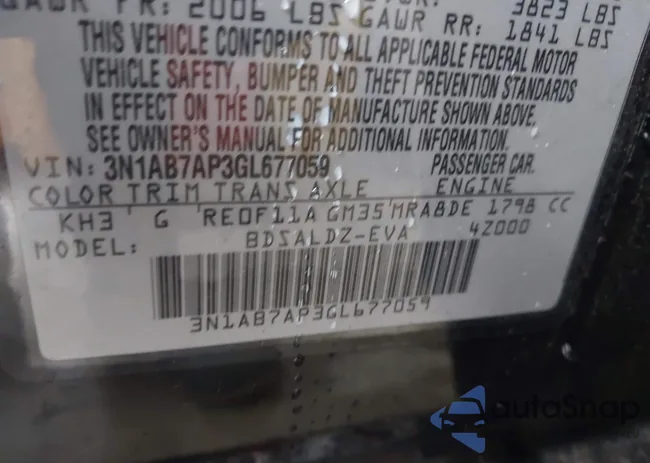 GAWR FR: 2006 LBS GAWR RR: 1841 LBS
3823 LBS
THIS VEHICLE CONFORMS TO ALL APPLICABLE FEDERAL MOTOR
VEHICLE SAFETY, BUMPER AND THEFT PREVENTION STANDARDS
IN EFFECT ON THE DATE OF MANUFACTURE SHOWN ABOVE.
SEE OWNER'S MANUAL FOR ADDITIONAL INFORMATION.
VIN: 3N1AB7AP3GL677059 PASSENGER CAR.
COLOR TRIM TRANS AXLE ENGINE
KH3 G RE0F11A GM35 MRA8DE 1798 CC
MODEL: BDSALDZ-EVA 4Z000
3N1AB7AP3GL677059
autoSnap